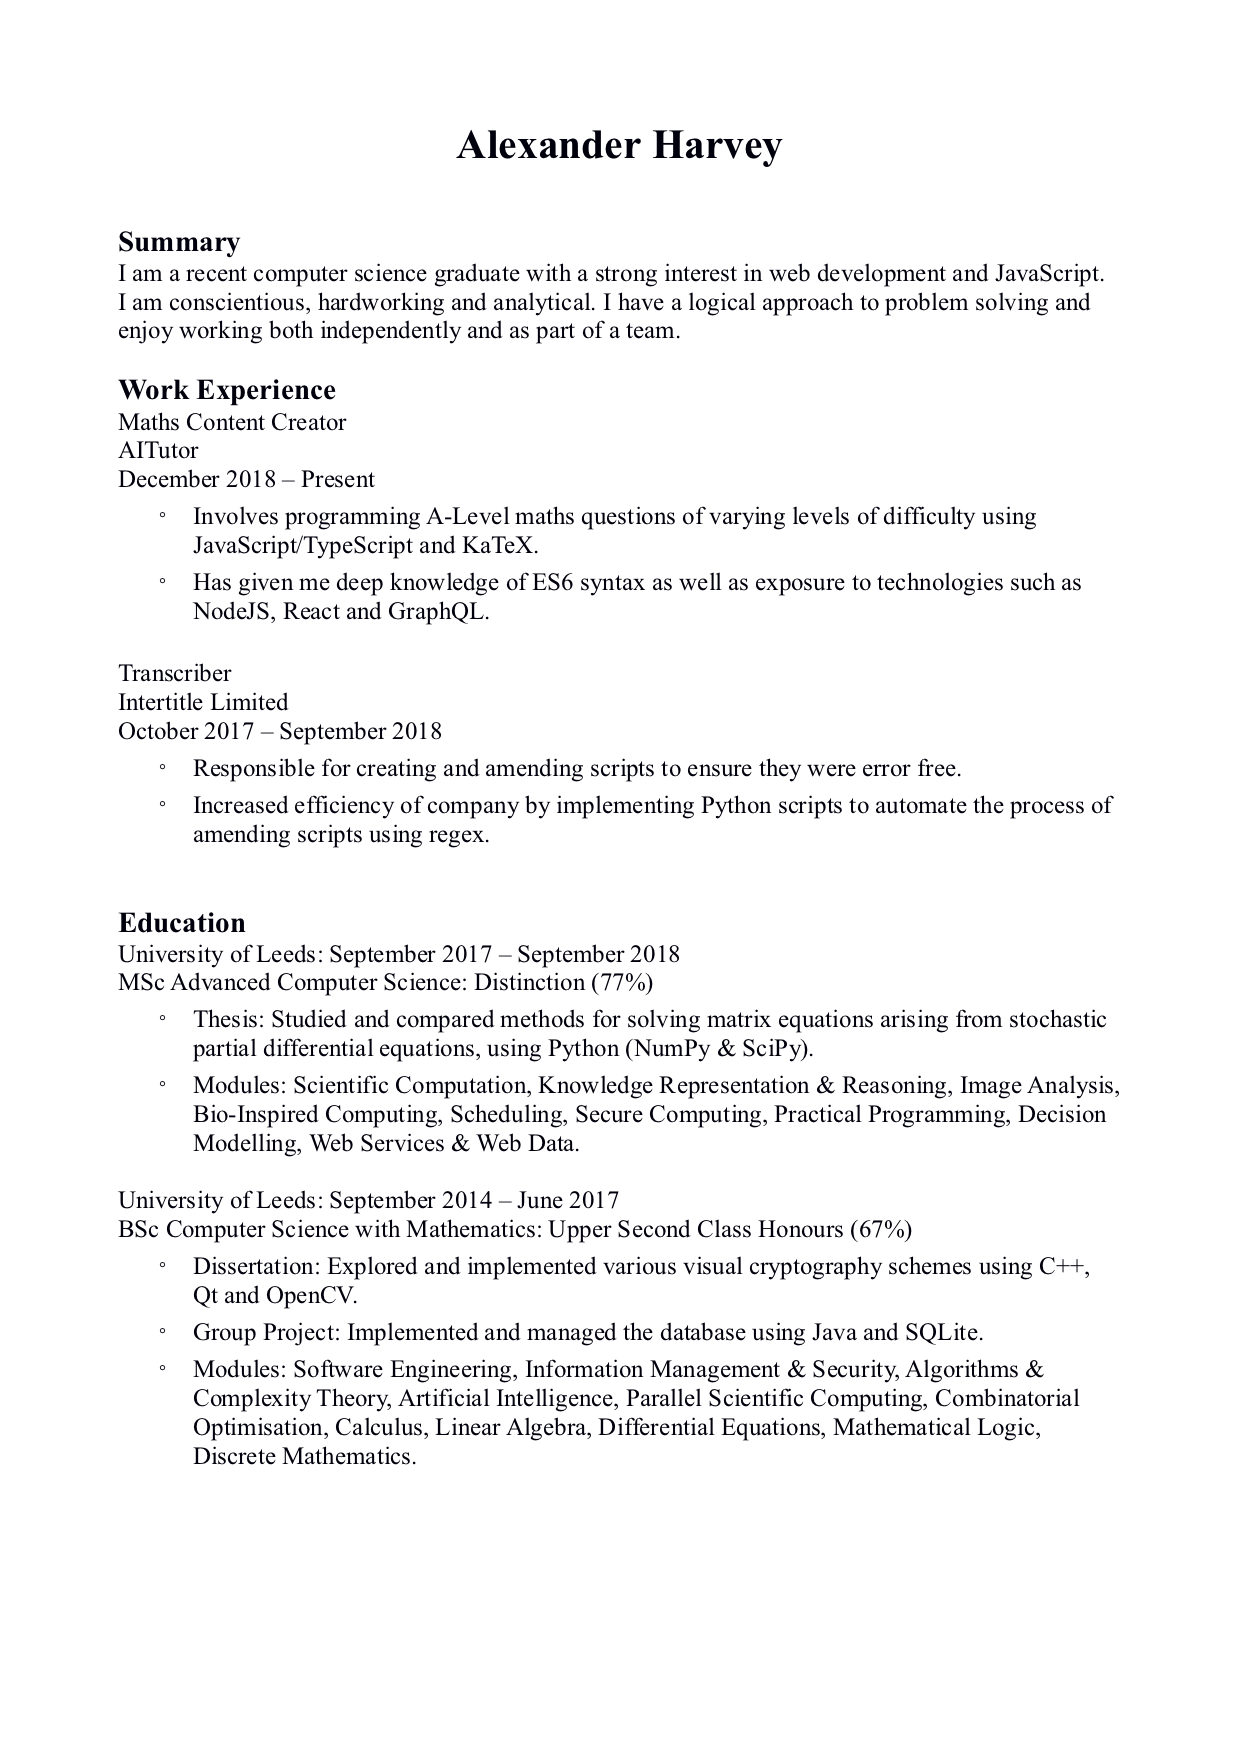 Alexander Harvey
Summary
I am a recent computer science graduate with a strong interest in web development and JavaScript.
I am conscientious, hardworking and analytical. I have a logical approach to problem solving and
enjoy working both independently and as part of a team.
Work Experience
Maths Content Creator
AITutor
December 2018 – Present
◦ Involves programming A-Level maths questions of varying levels of difficulty using
JavaScript/TypeScript and KaTeX.
◦ Has given me deep knowledge of ES6 syntax as well as exposure to technologies such as
NodeJS, React and GraphQL.
Transcriber
Intertitle Limited
October 2017 – September 2018
◦ Responsible for creating and amending scripts to ensure they were error free.
◦ Increased efficiency of company by implementing Python scripts to automate the process of
amending scripts using regex.
Education
University of Leeds: September 2017 – September 2018
MSc Advanced Computer Science: Distinction (77%)
◦ Thesis: Studied and compared methods for solving matrix equations arising from stochastic
partial differential equations, using Python (NumPy & SciPy).
◦ Modules: Scientific Computation, Knowledge Representation & Reasoning, Image Analysis,
Bio-Inspired Computing, Scheduling, Secure Computing, Practical Programming, Decision
Modelling, Web Services & Web Data.
University of Leeds: September 2014 – June 2017
BSc Computer Science with Mathematics: Upper Second Class Honours (67%)
◦ Dissertation: Explored and implemented various visual cryptography schemes using C++,
Qt and OpenCV.
◦ Group Project: Implemented and managed the database using Java and SQLite.
◦ Modules: Software Engineering, Information Management & Security, Algorithms &
Complexity Theory, Artificial Intelligence, Parallel Scientific Computing, Combinatorial
Optimisation, Calculus, Linear Algebra, Differential Equations, Mathematical Logic,
Discrete Mathematics.